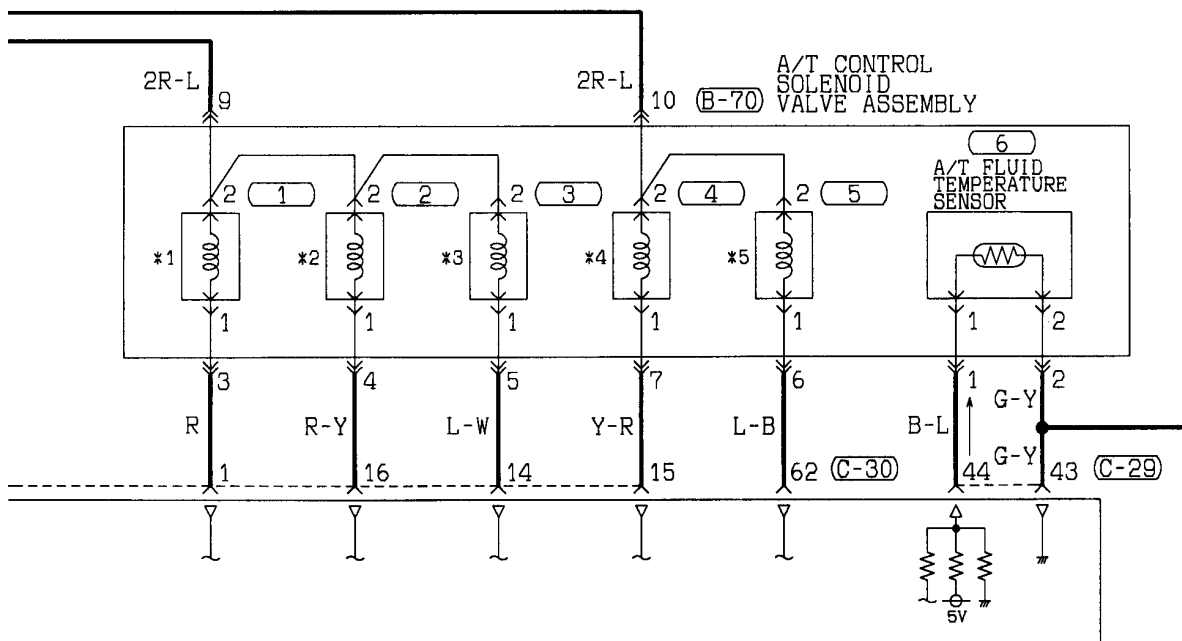 2R-L
9
2R-L
10
B-70
A/T CONTROL
SOLENOID
VALVE ASSEMBLY
6
A/T FLUID
TEMPERATURE
SENSOR
2
1
2
2
2
3
2
4
2
5
*1
*2
*3
*4
*5
1
1
1
1
1
1
2
3
4
5
7
6
1
2
R
R-Y
L-W
Y-R
L-B
B-L
G-Y
G-Y
1
16
14
15
62
C-30
44
43
C-29
5V